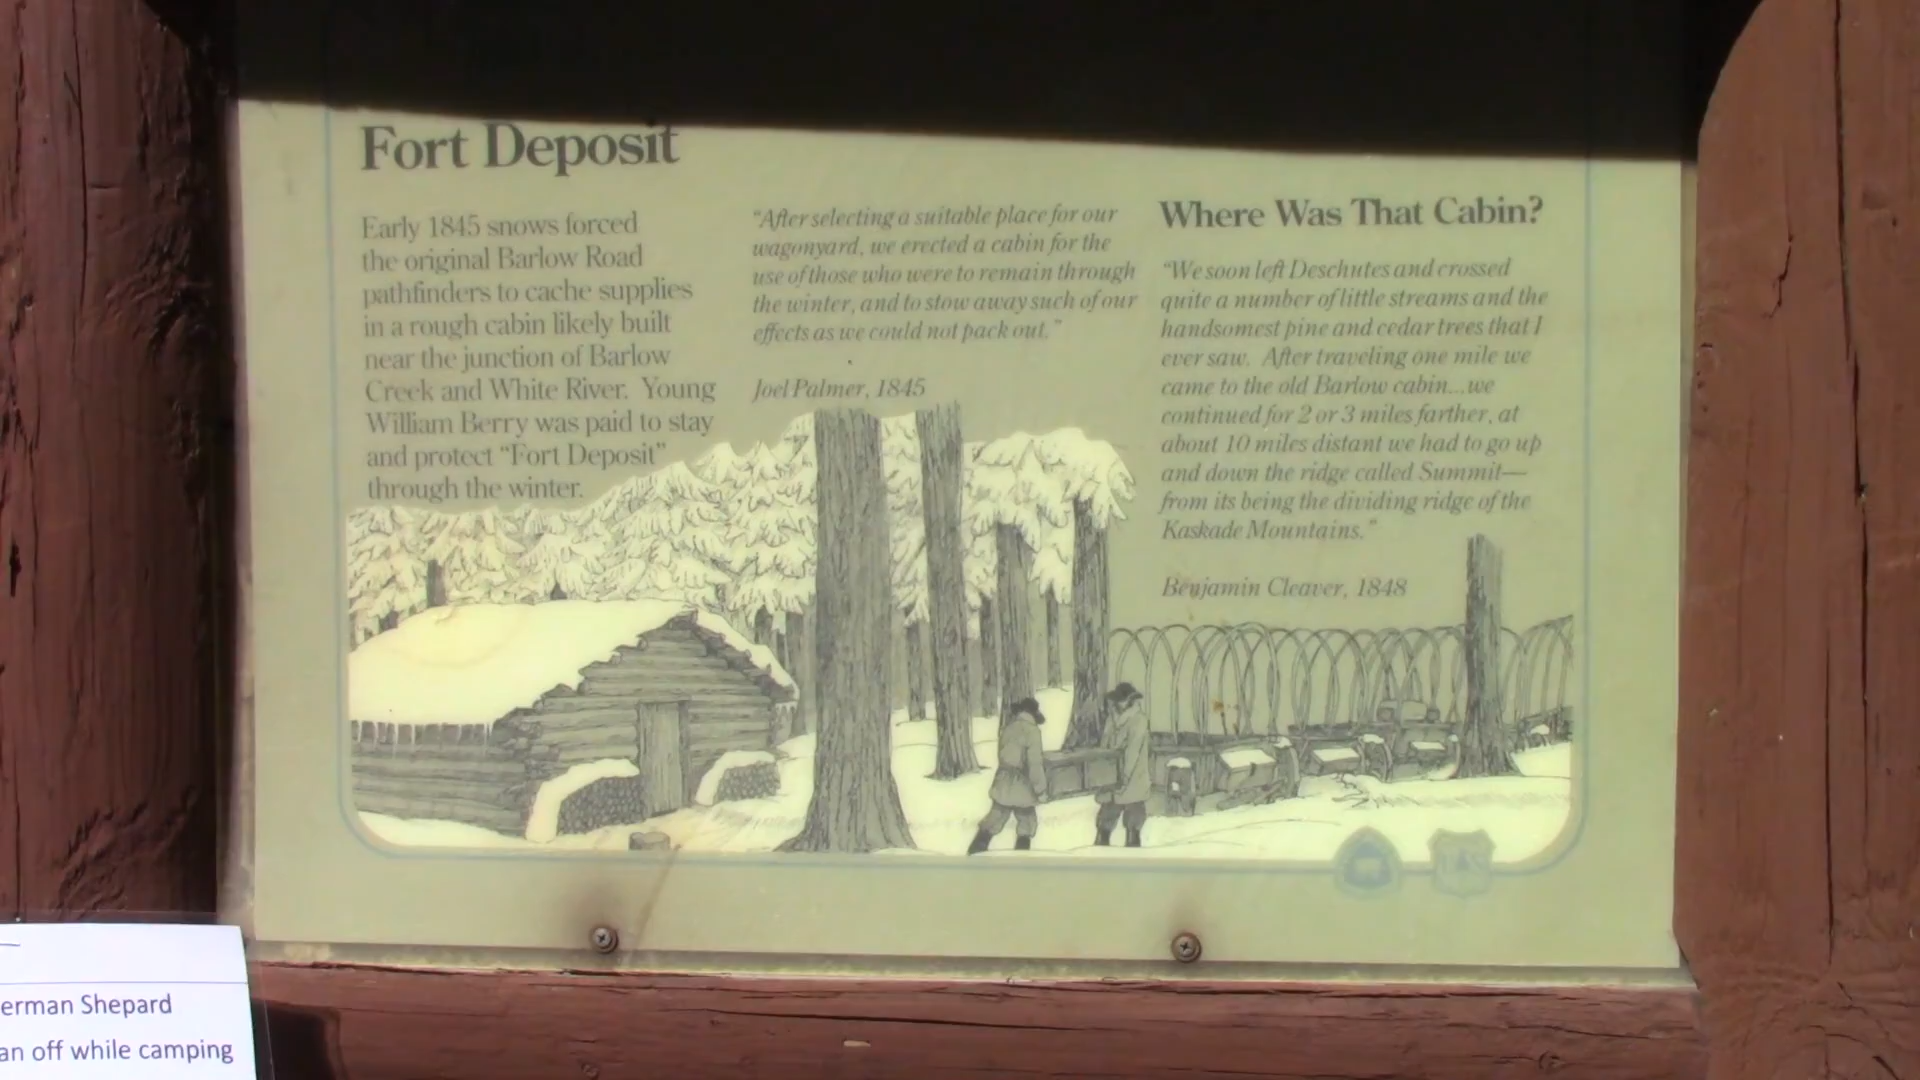 Fort Deposit
Early 1845 snows forced
the original Barlow Road
pathfinders to cache supplies
in a rough cabin likely built
near the junction of Barlow
Creek and White River. Young
William Berry was paid to stay
and protect “Fort Deposit”
through the winter.
“After selecting a suitable place for our
wagonyard, we erected a cabin for the
use of those who were to remain through
the winter, and to stow away such of our
effects as we could not pack out.”
Joel Palmer, 1845
Where Was That Cabin?
“We soon left Deschutes and crossed
quite a number of little streams and the
handsomest pine and cedar trees that I
ever saw. After traveling one mile we
came to the old Barlow cabin...we
continued for 2 or 3 miles farther, at
about 10 miles distant we had to go up
and down the ridge called Summit—
from its being the dividing ridge of the
Kaskade Mountains.”
Benjamin Cleaver, 1848
erman Shepard
an off while camping